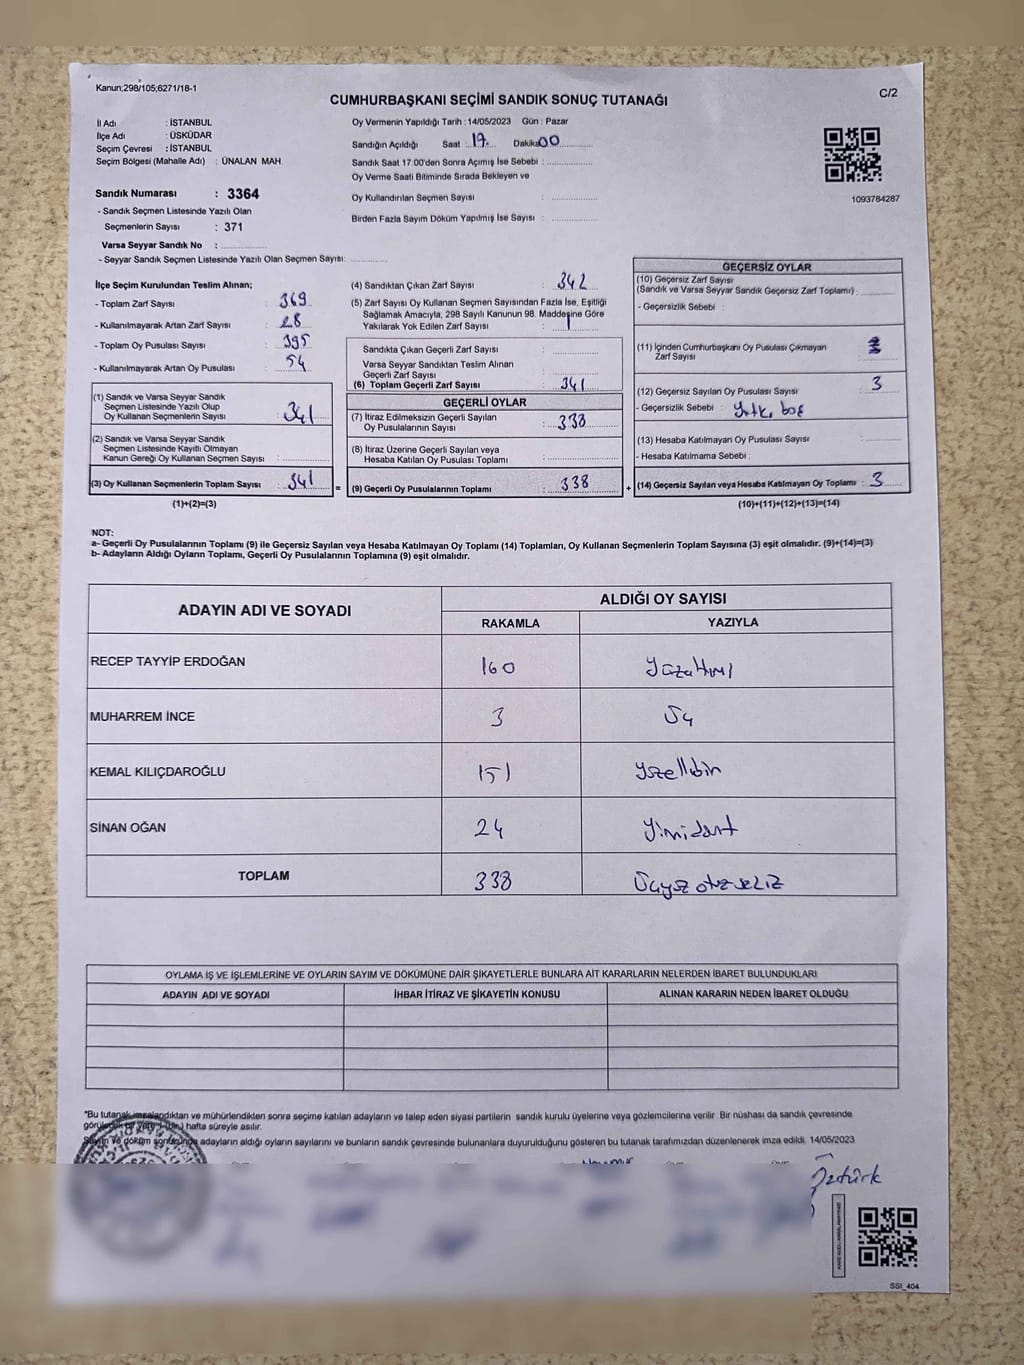 Kanun;298/105,6271/18-1
C/2
CUMHURBAŞKANI SEÇİMİ SANDIK SONUÇ TUTANAĞI
İl Adı : İSTANBUL
İlçe Adı : ÜSKÜDAR
Seçim Çevresi : İSTANBUL
Seçim Bölgesi (Mahalle Adı) : ÜNALAN MAH.
Sandık Numarası : 3364
- Sandık Seçmen Listesinde Yazılı Olan
Seçmenlerin Sayısı : 371
Varsa Seyyar Sandık No :
- Seyyar Sandık Seçmen Listesinde Yazılı Olan Seçmen Sayısı:
Oy Vermenin Yapıldığı Tarih : 14/05/2023 Gün : Pazar
Sandığın Açıldığı Saat : 17 Dakika 00
Sandık Saat 17.00'den Sonra Açımış İse Sebebi :
Oy Verme Saati Bitiminde Sırada Bekleyen ve
Oy Kullandırılan Seçmen Sayısı :
Birden Fazla Sayım Döküm Yapılmış İse Sayısı :
1093784287
İlçe Seçim Kurulundan Teslim Alınan;
- Toplam Zarf Sayısı : 369
- Kullanılmayarak Artan Zarf Sayısı : 28
- Toplam Oy Pusulası Sayısı : 395
- Kullanılmayarak Artan Oy Pusulası : 54
(1) Sandık ve Varsa Seyyar Sandık
Seçmen Listesinde Yazılı Olup
Oy Kullanan Seçmenlerin Sayısı : 341
(2) Sandık ve Varsa Seyyar Sandık
Seçmen Listesinde Kayıtlı Olmayan
Kanun Gereği Oy Kullanan Seçmen Sayısı :
(3) Oy Kullanan Seçmenlerin Toplam Sayısı : 341
(1)+(2)=(3)
(4) Sandıktan Çıkan Zarf Sayısı : 342
(5) Zarf Sayısı Oy Kullanan Seçmen Sayısından Fazla İse, Eşitliği
Sağlamak Amacıyla; 298 Sayılı Kanunun 98. Maddesine Göre
Yakılarak Yok Edilen Zarf Sayısı : 1
Sandıkta Çıkan Geçerli Zarf Sayısı :
Varsa Seyyar Sandıktan Teslim Alınan
Geçerli Zarf Sayısı :
(6) Toplam Geçerli Zarf Sayısı : 341
GEÇERLİ OYLAR
(7) İtiraz Edilmeksizin Geçerli Sayılan
Oy Pusulalarının Sayısı : 338
(8) İtiraz Üzerine Geçerli Sayılan veya
Hesaba Katılan Oy Pusulası Toplamı :
= (9) Geçerli Oy Pusulalarının Toplamı : 338
GEÇERSİZ OYLAR
(10) Geçersiz Zarf Sayısı
(Sandık ve Varsa Seyyar Sandık Geçersiz Zarf Toplamı) :
- Geçersizlik Sebebi :
(11) İçinden Cumhurbaşkanı Oy Pusulası Çıkmayan
Zarf Sayısı :
(12) Geçersiz Sayılan Oy Pusulası Sayısı : 3
- Geçersizlik Sebebi :
(13) Hesaba Katılmayan Oy Pusulası Sayısı :
- Hesaba Katılmama Sebebi :
+ (14) Geçersiz Sayılan veya Hesaba Katılmayan Oy Toplamı : 3
(10)+(11)+(12)+(13)=(14)
NOT:
a- Geçerli Oy Pusulalarının Toplamı (9) ile Geçersiz Sayılan veya Hesaba Katılmayan Oy Toplamı (14) Toplamları, Oy Kullanan Seçmenlerin Toplam Sayısına (3) eşit olmalıdır. (9)+(14)=(3)
b- Adayların Aldığı Oyların Toplamı, Geçerli Oy Pusulalarının Toplamına (9) eşit olmalıdır.
ADAYIN ADI VE SOYADI ALDIĞI OY SAYISI
RAKAMLA YAZIYLA
RECEP TAYYİP ERDOĞAN 160 yüzaltmış
MUHARREM İNCE 3 Üç
KEMAL KILIÇDAROĞLU 151 yüzellibir
SİNAN OĞAN 24 yirmidört
TOPLAM 338 Üçyüz otuz sekiz
OYLAMA İŞ VE İŞLEMLERİNE VE OYLARIN SAYIM VE DÖKÜMÜNE DAİR ŞİKAYETLERLE BUNLARA AİT KARARLARIN NELERDEN İBARET BULUNDUKLARI
ADAYIN ADI VE SOYADI İHBAR İTİRAZ VE ŞİKAYETİN KONUSU ALINAN KARARIN NEDEN İBARET OLDUĞU
"Bu tutanak imzalandıktan ve mühürlendikten sonra seçime katılan adayların ve talep eden siyasi partilerin sandık kurulu üyelerine veya gözlemcilerine verilir. Bir nüshası da sandık çevresinde
hafta süreyle asılır.
Sayım ve döküm sonucunda adayların aldığı oyların sayılarını ve bunların sandık çevresinde bulunanlara duyurulduğunu gösteren bu tutanak tarafımızdan düzenlenerek imza edildi. 14/05/2023
Öztürk
SSI_404